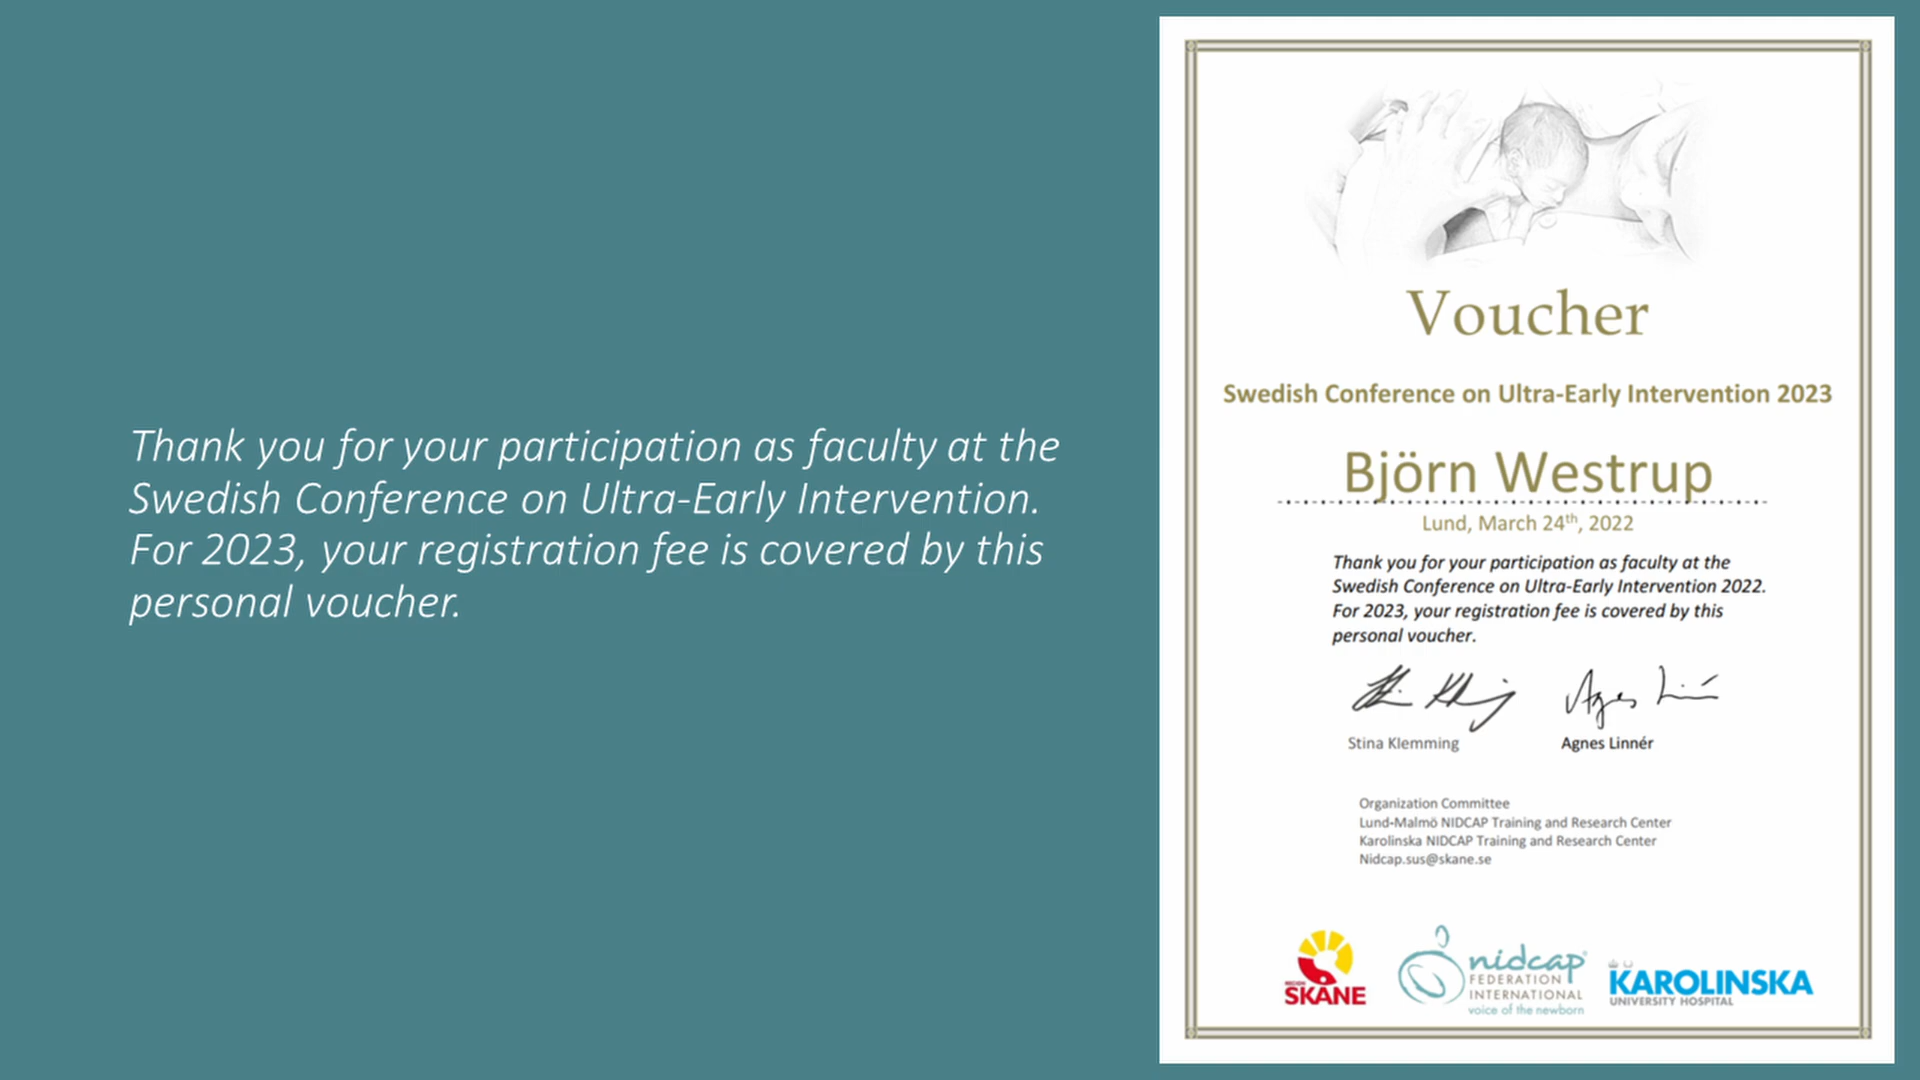 Thank you for your participation as faculty at the
Swedish Conference on Ultra-Early Intervention.
For 2023, your registration fee is covered by this
personal voucher.
Voucher
Swedish Conference on Ultra-Early Intervention 2023
Björn Westrup
Lund, March 24th, 2022
Thank you for your participation as faculty at the
Swedish Conference on Ultra-Early Intervention 2022.
For 2023, your registration fee is covered by this
personal voucher.
Stina Klemming
Agnes Linnér
Organization Committee
Lund-Malmö NIDCAP Training and Research Center
Karolinska NIDCAP Training and Research Center
Nidcap.sus@skane.se
REGION
SKÅNE
nidcap®
FEDERATION
INTERNATIONAL
voice of the newborn
KAROLINSKA
UNIVERSITY HOSPITAL